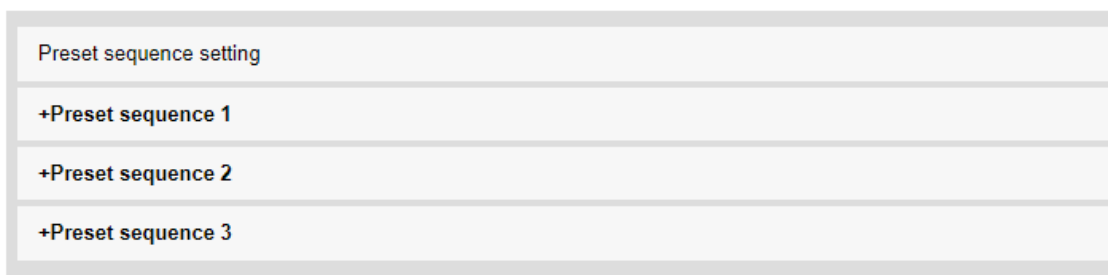 Preset sequence setting
+Preset sequence 1
+Preset sequence 2
+Preset sequence 3